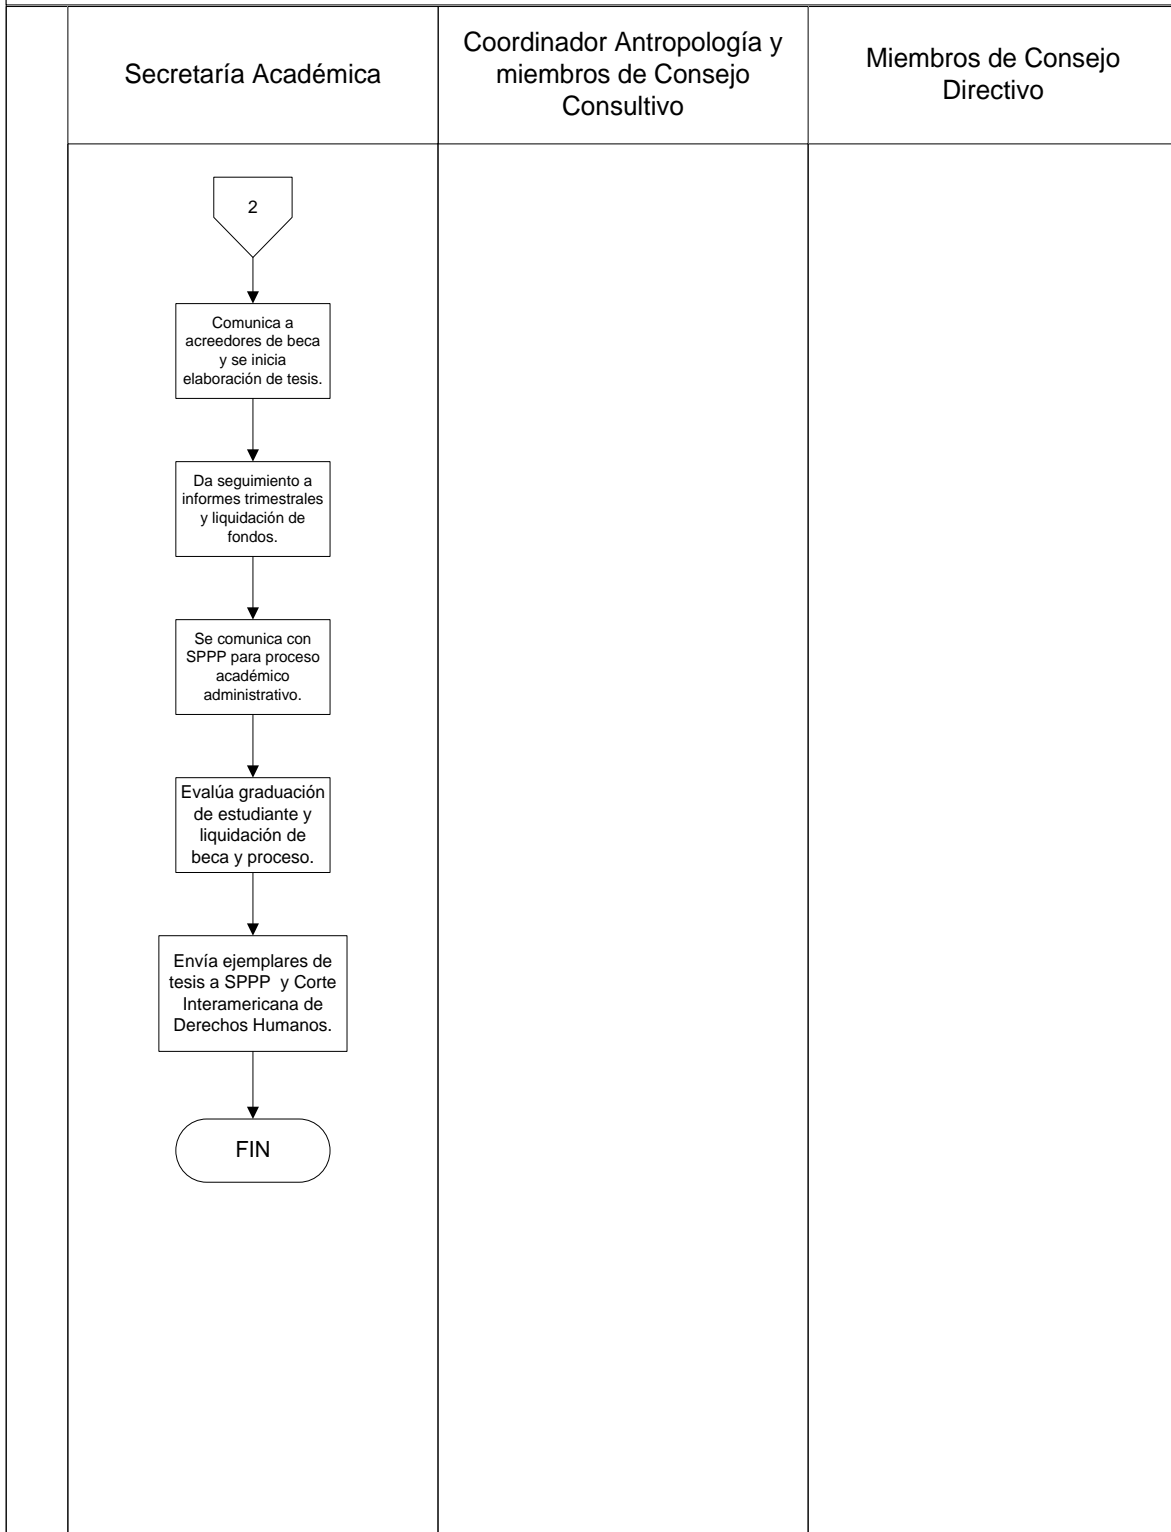 Secretaría Académica
Coordinador Antropología y
miembros de Consejo
Consultivo
Miembros de Consejo
Directivo
2
Comunica a
acreedores de beca
y se inicia
elaboración de tesis.
Da seguimiento a
informes trimestrales
y liquidación de
fondos.
Se comunica con
SPPP para proceso
académico
administrativo.
Evalúa graduación
de estudiante y
liquidación de
beca y proceso.
Envía ejemplares de
tesis a SPPP  y Corte
Interamericana de
Derechos Humanos.
FIN